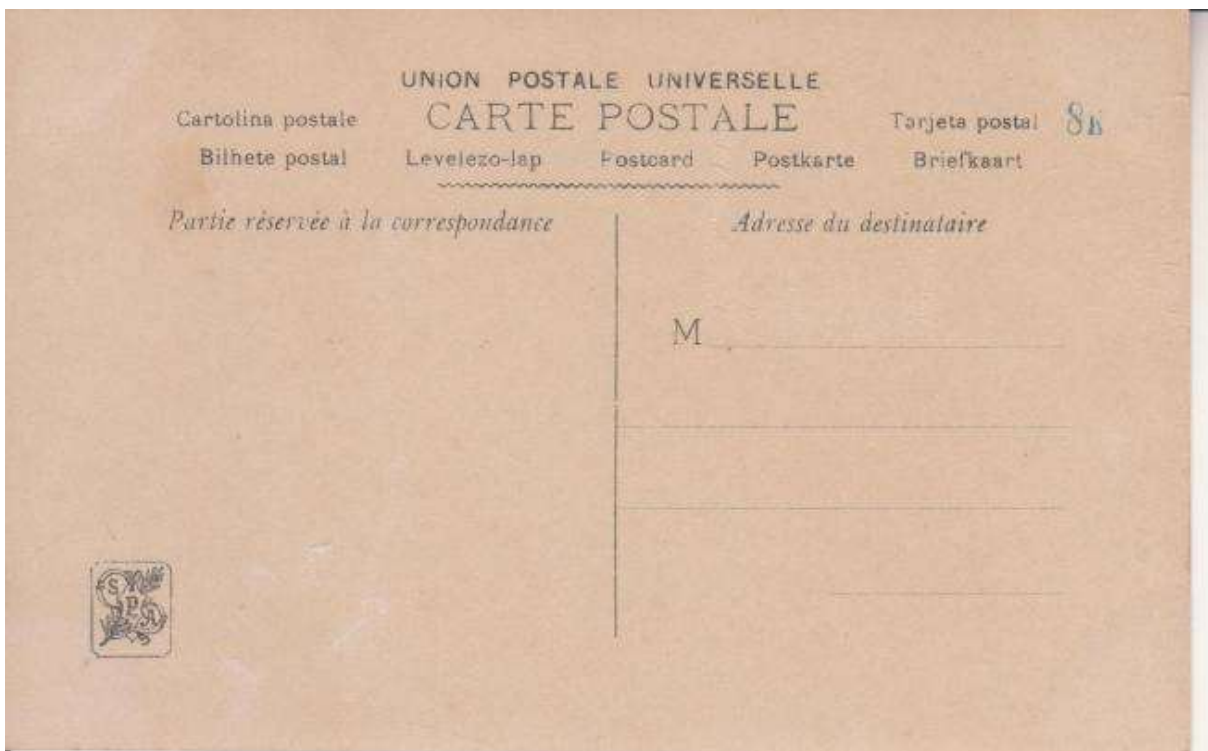 UNION POSTALE UNIVERSELLE
CARTE POSTALE
Cartolina postale Tarjeta postal
Bilhete postal Levelezo-lap Postcard Postkarte Briefkaart
Partie réservée à la correspondance Adresse du destinataire
M
S
P
A